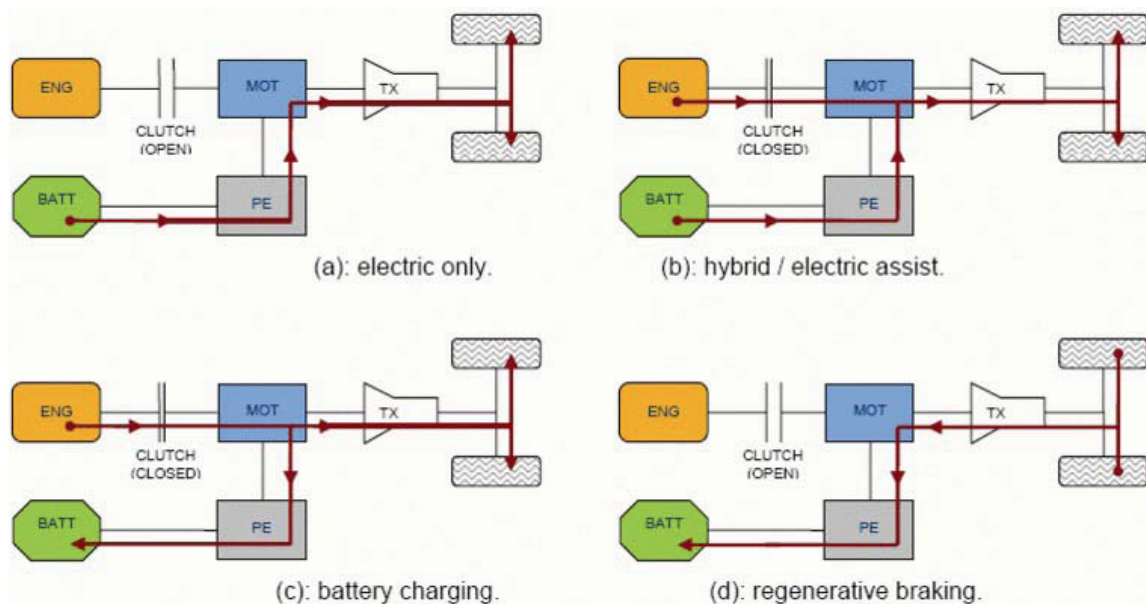 ENG
MOT
TX
CLUTCH
(OPEN)
BATT
PE
(a): electric only.
ENG
MOT
TX
CLUTCH
(CLOSED)
BATT
PE
(b): hybrid / electric assist.
ENG
MOT
TX
CLUTCH
(CLOSED)
BATT
PE
(c): battery charging.
ENG
MOT
TX
CLUTCH
(OPEN)
BATT
PE
(d): regenerative braking.